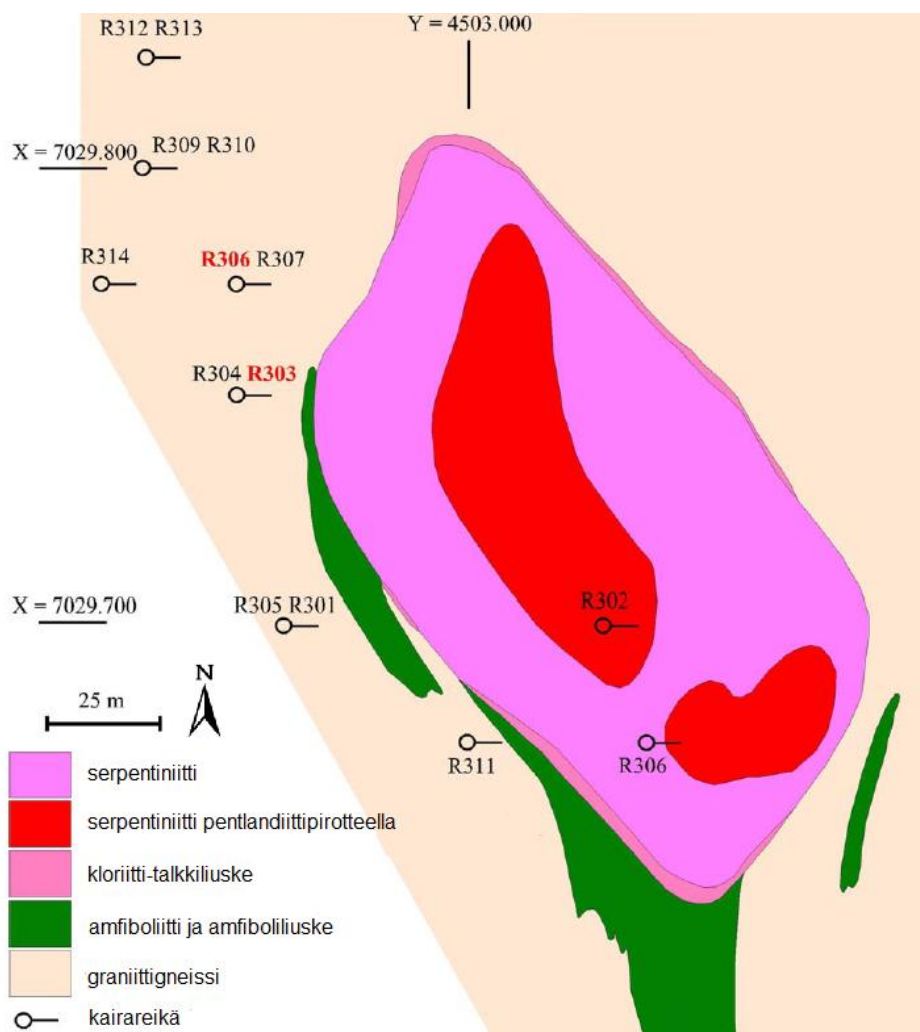 R312 R313
Y = 4503.000
X = 7029.800
R309 R310
R314
R306 R307
R304 R303
X = 7029.700
R305 R301
R302
N
25 m
R311
R306
serpentiniitti
serpentiniitti pentlandiittipirotteella
kloriitti-talkkiliuske
amfiboliitti ja amfiboliliuske
graniittigneissi
kairareikä